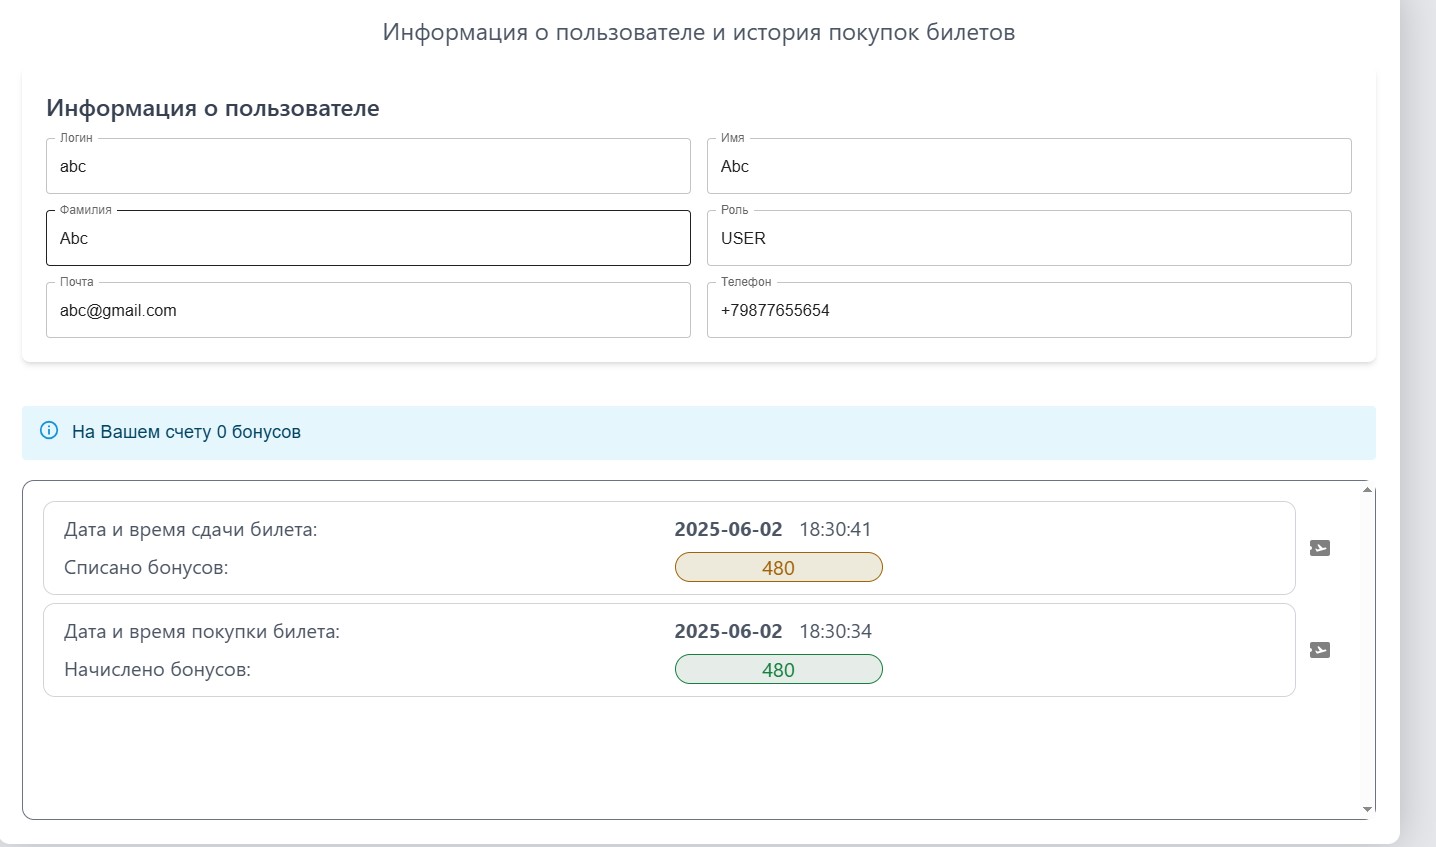 Информация о пользователе и история покупок билетов
Информация о пользователе
Логин
abc
Имя
Abc
Фамилия
Abc
Роль
USER
Почта
abc@gmail.com
Телефон
+79877655654
На Вашем счету 0 бонусов
Дата и время сдачи билета: 2025-06-02 18:30:41
Списано бонусов: 480
Дата и время покупки билета: 2025-06-02 18:30:34
Начислено бонусов: 480